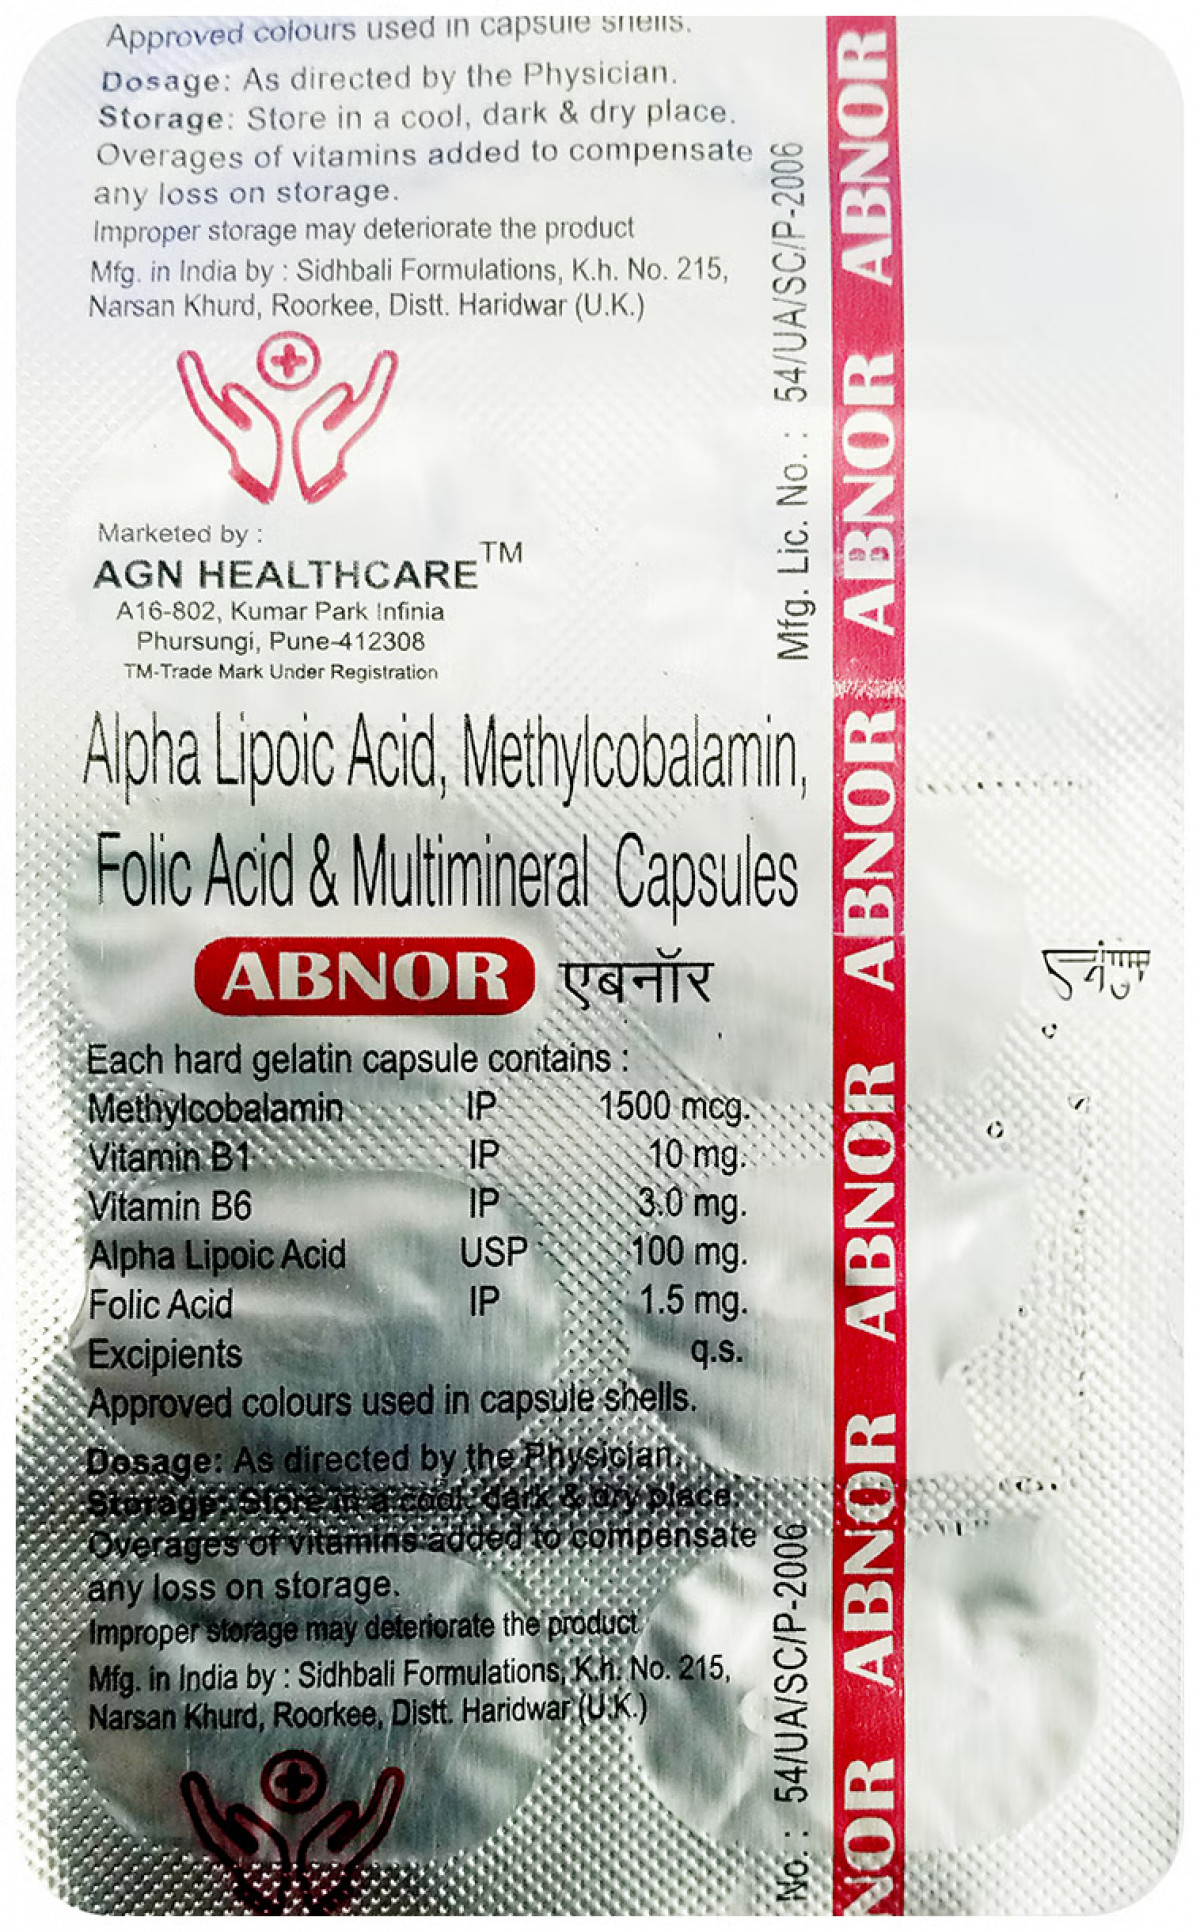 Approved colours used in capsule shells.
Dosage: As directed by the Physician.
Storage: Store in a cool, dark & dry place.
Overages of vitamins added to compensate
any loss on storage.
Improper storage may deteriorate the product
Mfg. in India by : Sidhbali Formulations, K.h. No. 215,
Narsan Khurd, Roorkee, Distt. Haridwar (U.K.)
Marketed by :
AGN HEALTHCARE™
A16-802, Kumar Park Infinia
Phursungi, Pune-412308
TM-Trade Mark Under Registration
Alpha Lipoic Acid, Methylcobalamin,
Folic Acid & Multimineral Capsules
ABNOR एबनॉर
Each hard gelatin capsule contains :
Methylcobalamin IP 1500 mcg.
Vitamin B1 IP 10 mg.
Vitamin B6 IP 3.0 mg.
Alpha Lipoic Acid USP 100 mg.
Folic Acid IP 1.5 mg.
Excipients q.s.
Approved colours used in capsule shells.
Dosage: As directed by the Physician.
Storage: Store in a cool, dark & dry place.
Overages of vitamins added to compensate
any loss on storage.
Improper storage may deteriorate the product
Mfg. in India by : Sidhbali Formulations, K.h. No. 215,
Narsan Khurd, Roorkee, Distt. Haridwar (U.K.)
Mfg. Lic. No. : 54/UA/SC/P-2006
No. : 54/UA/SC/P-2006
ABNOR
ABNOR
ABNOR
ABNOR
ABNOR
NOR